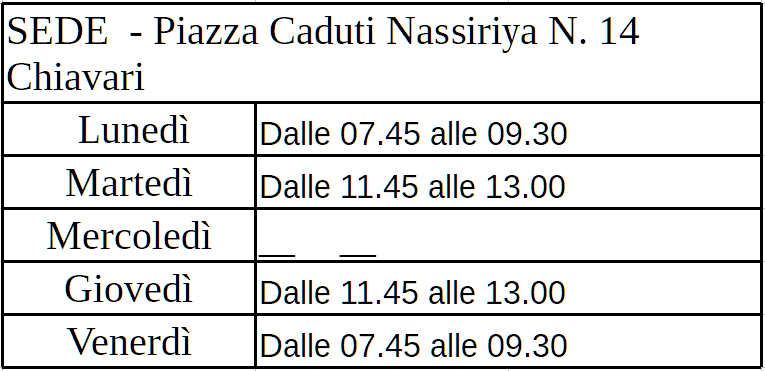 SEDE  - Piazza Caduti Nassiriya N. 14
Chiavari
Lunedì Dalle 07.45 alle 09.30
Martedì Dalle 11.45 alle 13.00
Mercoledì __ __
Giovedì Dalle 11.45 alle 13.00
Venerdì Dalle 07.45 alle 09.30